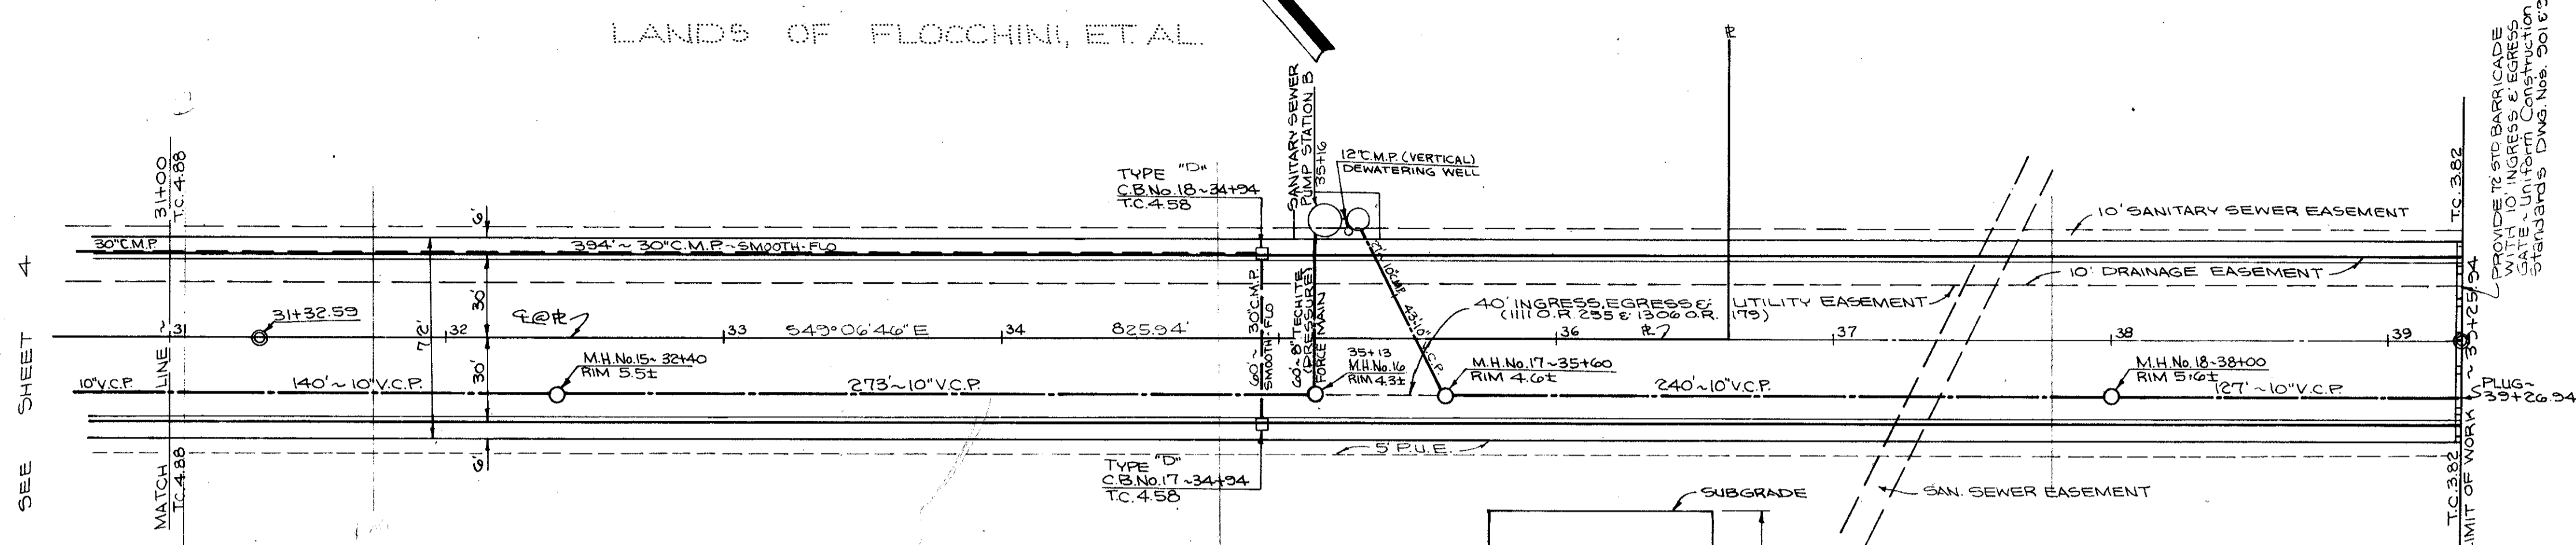 LANDS OF FLOCCHINI, ET. AL.
SEE SHEET 4
MATCH LINE ~ 31+00
T.C. 4.88
T.C. 4.88
30" C.M.P.
394' ~ 30" C.M.P. ~ SMOOTH-FLO
6'
30'
72'
30'
6'
31+32.59
31
32
33
34
36
37
38
39
S49°06'46"E
825.94'
10" V.C.P.
140' ~ 10" V.C.P.
M.H. No. 15 ~ 32+40
RIM 5.5±
273' ~ 10" V.C.P.
TYPE "D"
C.B. No. 18 ~ 34+94
T.C. 4.58
60' ~ 30" C.M.P.
SMOOTH-FLO
TYPE "D"
C.B. No. 17 ~ 34+94
T.C. 4.58
SANITARY SEWER
PUMP STATION B
35+16
12" C.M.P. (VERTICAL)
DEWATERING WELL
60' ~ 8" TECHITE
(PRESSURE)
FORCE MAIN
35+13
M.H. No. 16
RIM 4.3±
40' INGRESS, EGRESS & UTILITY EASEMENT
(1111 O.R. 295 & 1306 O.R. 179)
M.H. No. 17 ~ 35+60
RIM 4.6±
240' ~ 10" V.C.P.
M.H. No. 18 ~ 38+00
RIM 5.6±
127' ~ 10" V.C.P.
PLUG ~
39+26.94
10' SANITARY SEWER EASEMENT
10' DRAINAGE EASEMENT
5' P.U.E.
SUBGRADE
SAN. SEWER EASEMENT
T.C. 3.82
T.C. 3.82
LIMIT OF WORK ~ 39+25.94
PROVIDE 72' STD. BARRICADE
WITH 10' INGRESS & EGRESS
GATE ~ Uniform Construction
Standards DWG. Nos. 901 &